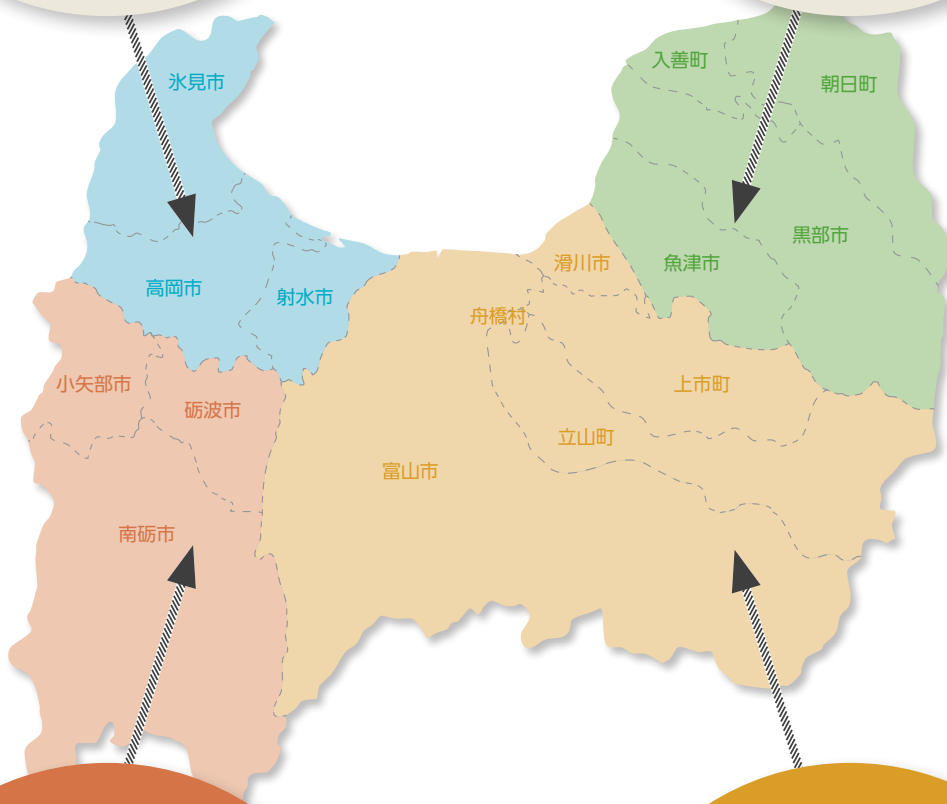 入善町
氷見市
朝日町
黒部市
滑川市
魚津市
高岡市
射水市
舟橋村
小矢部市
上市町
砺波市
立山町
富山市
南砺市